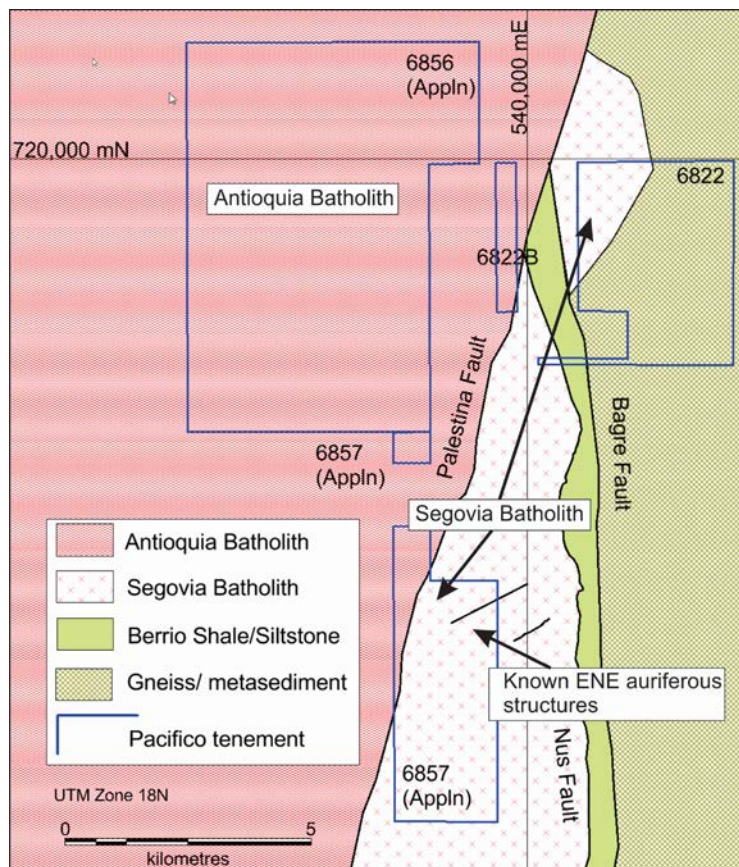 6856
(Appln)
540,000 mE
720,000 mN
6822
Antioquia Batholith
6822B
Palestina Fault
Bagre Fault
6857
(Appln)
Segovia Batholith
Antioquia Batholith
Segovia Batholith
Berrio Shale/Siltstone
Gneiss/ metasediment
Pacifico tenement
Known ENE auriferous
structures
Nus Fault
6857
(Appln)
UTM Zone 18N
0
5
kilometres